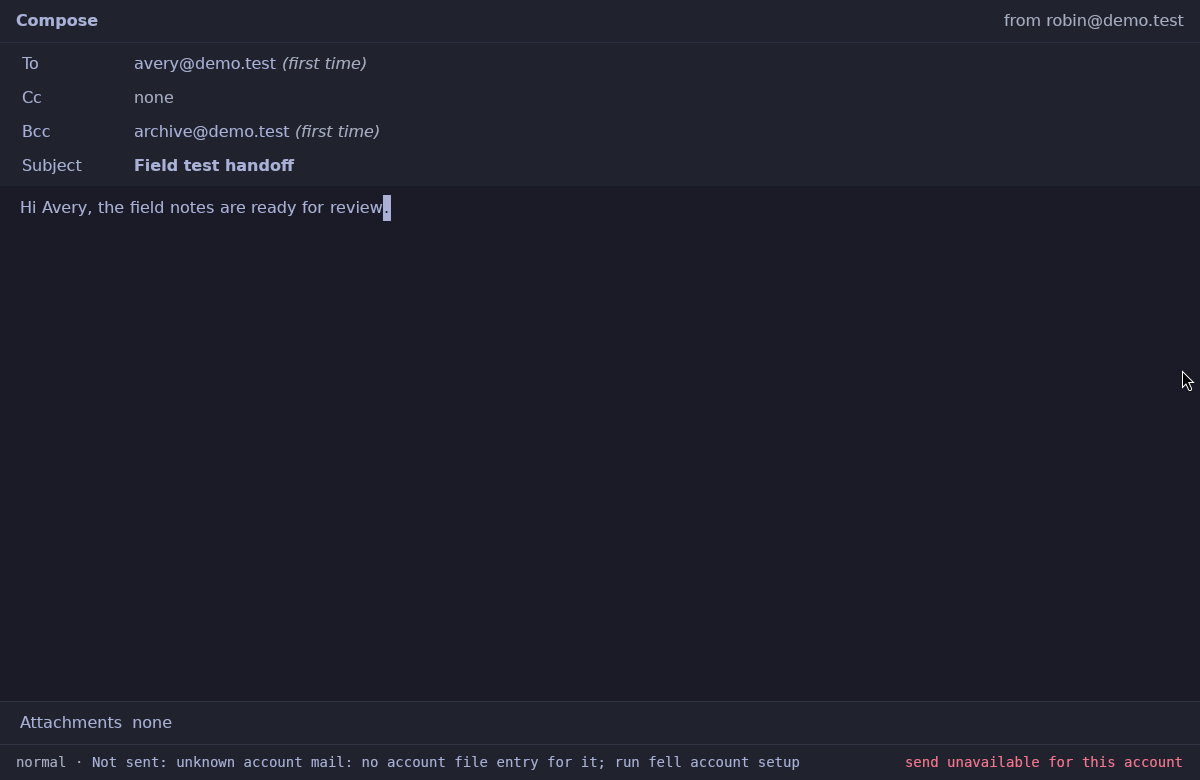 Compose from robin@demo.test
To avery@demo.test (first time)
Cc none
Bcc archive@demo.test (first time)
Subject Field test handoff
Hi Avery, the field notes are ready for review.
Attachments none
normal · Not sent: unknown account mail: no account file entry for it; run fell account setup send unavailable for this account